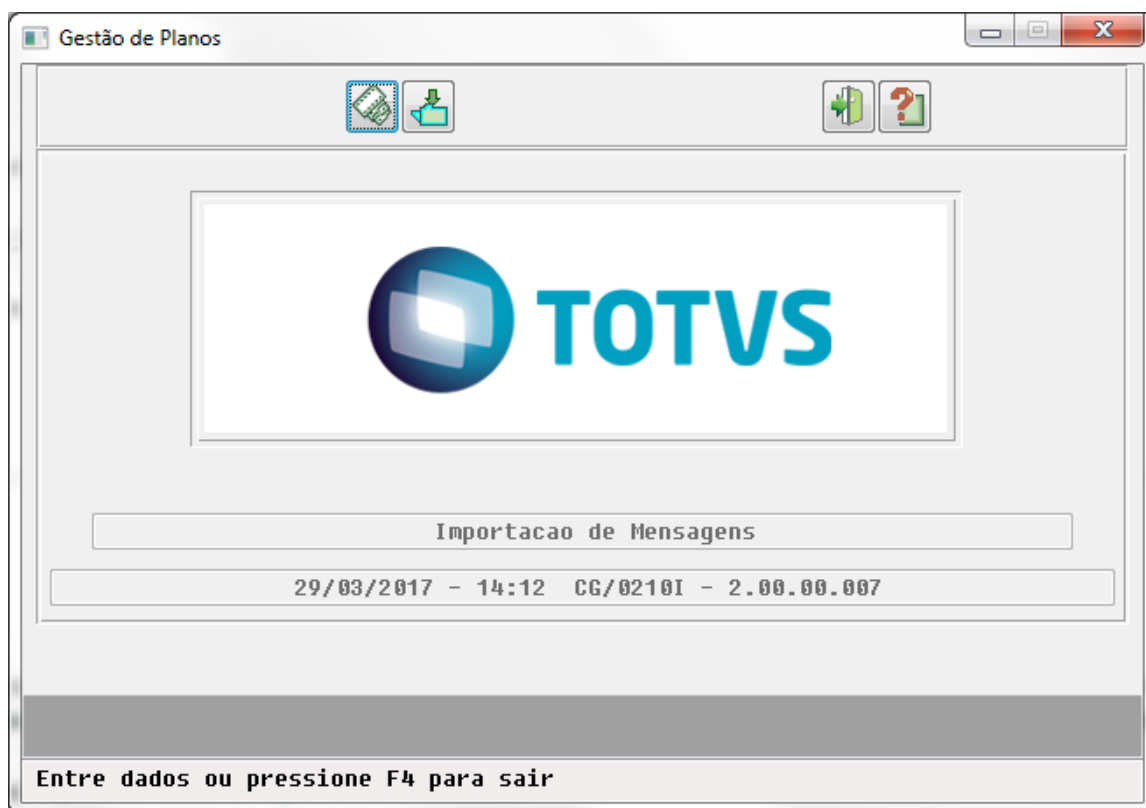 Gestão de Planos
TOTVS
Importacao de Mensagens
29/03/2017 - 14:12 CG/0210I - 2.00.00.007
Entre dados ou pressione F4 para sair